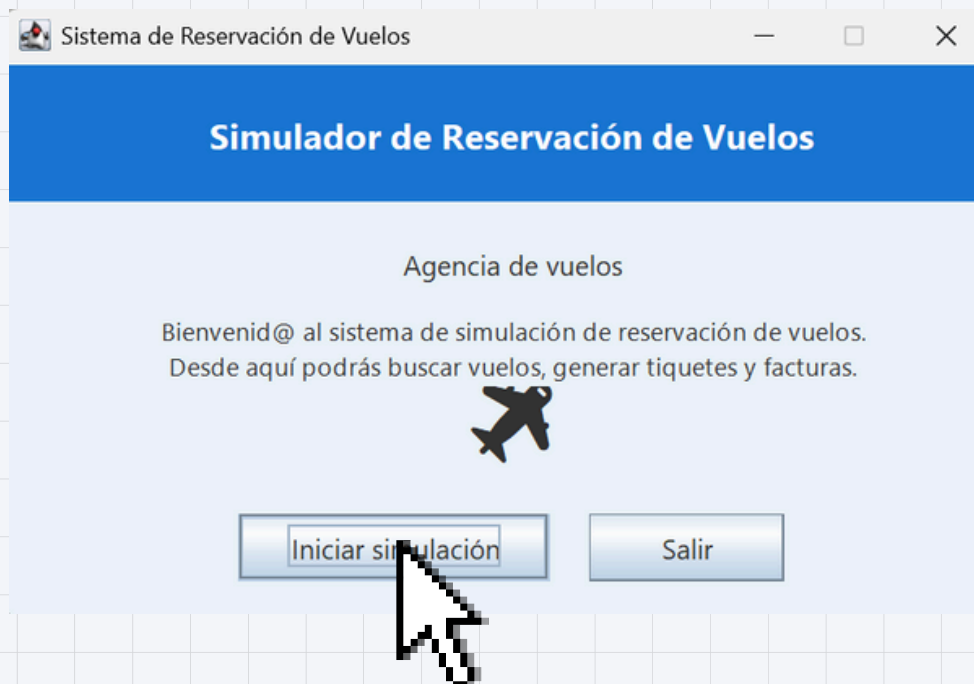 Sistema de Reservación de Vuelos
Simulador de Reservación de Vuelos
Agencia de vuelos
Bienvenid@ al sistema de simulación de reservación de vuelos.
Desde aquí podrás buscar vuelos, generar tiquetes y facturas.
Iniciar simulación
Salir